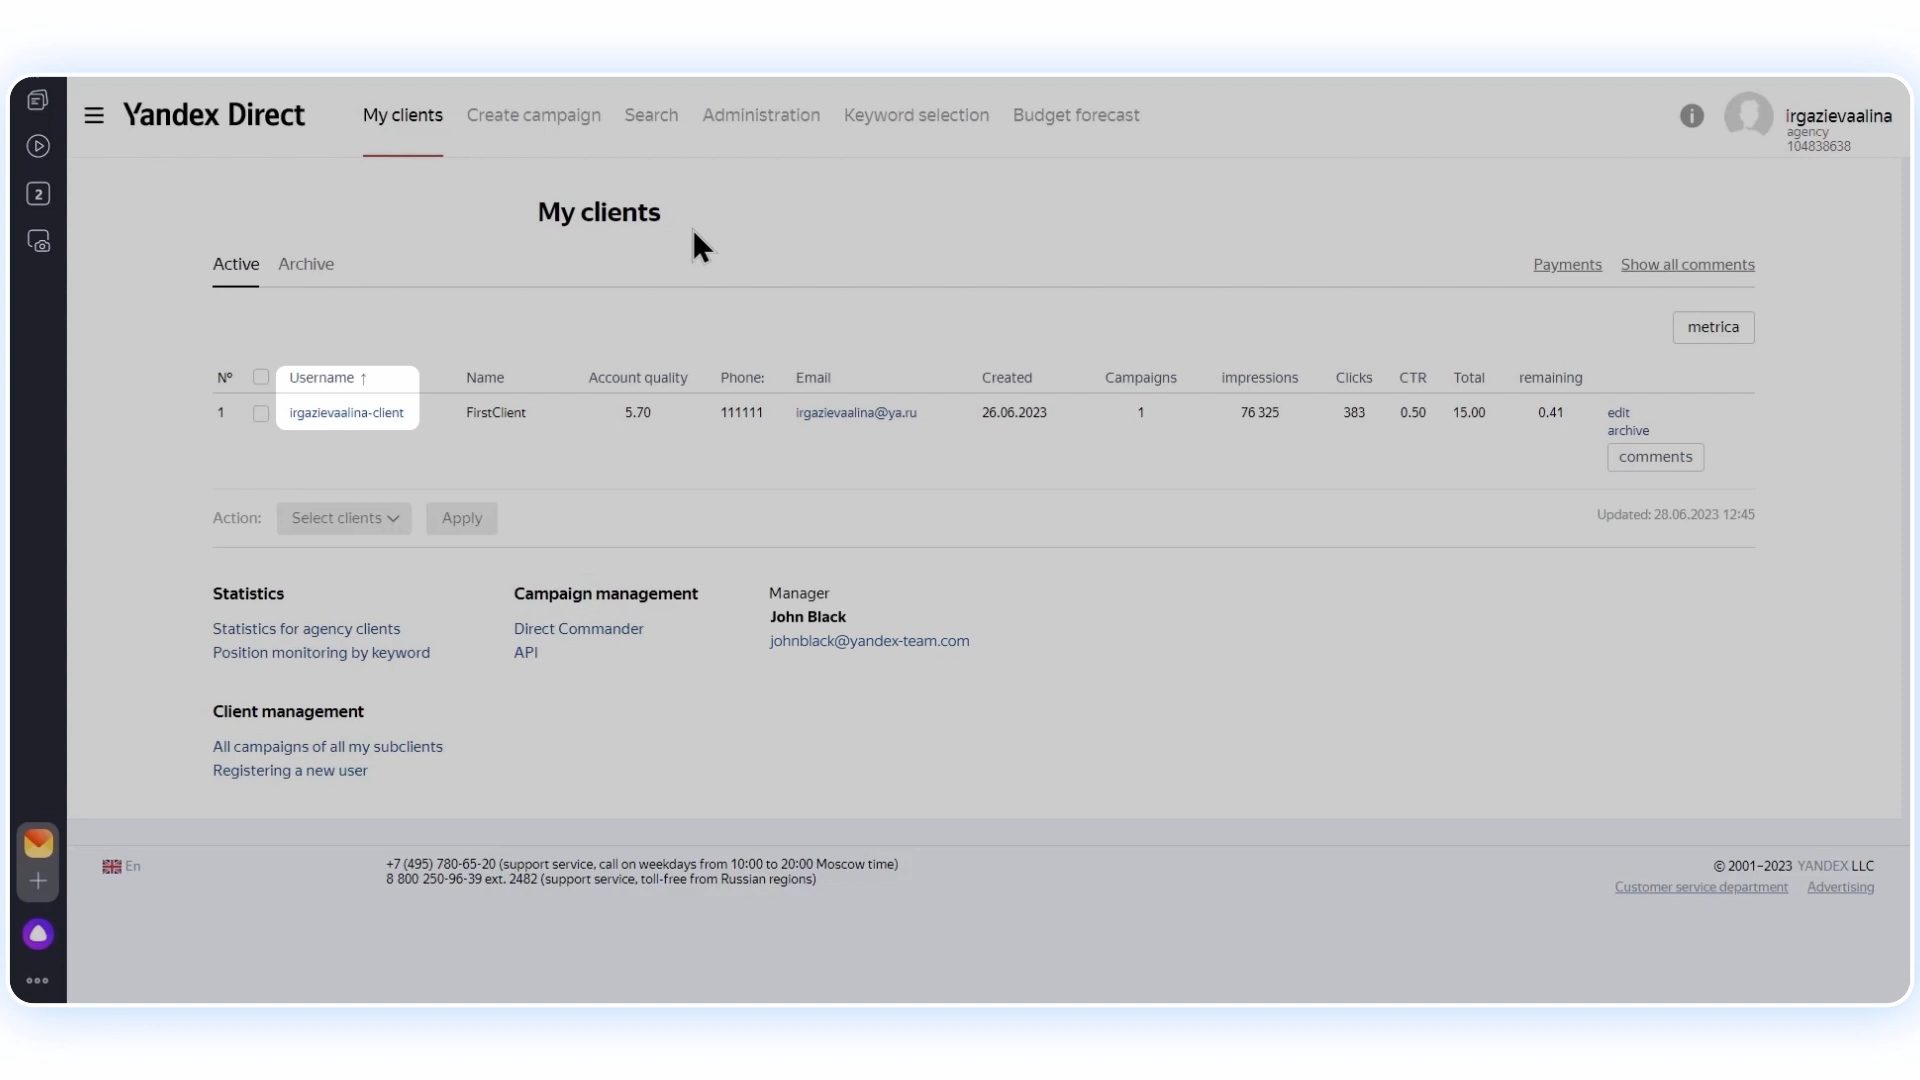 Yandex Direct My clients Create campaign Search Administration Keyword selection Budget forecast irgazievaalina
agency
104838638
2
My clients
Active Archive Payments Show all comments
metrica
Nº Username ↑ Name Account quality Phone: Email Created Campaigns impressions Clicks CTR Total remaining
1 irgazievaalina-client FirstClient 5.70 111111 irgazievaalina@ya.ru 26.06.2023 1 76 325 383 0.50 15.00 0.41 edit
archive
comments
Action: Select clients Apply Updated: 28.06.2023 12:45
Statistics Campaign management Manager
John Black
Statistics for agency clients Direct Commander johnblack@yandex-team.com
Position monitoring by keyword API
Client management
All campaigns of all my subclients
Registering a new user
En +7 (495) 780-65-20 (support service, call on weekdays from 10:00 to 20:00 Moscow time) © 2001–2023 YANDEX LLC
8 800 250-96-39 ext. 2482 (support service, toll-free from Russian regions) Customer service department Advertising